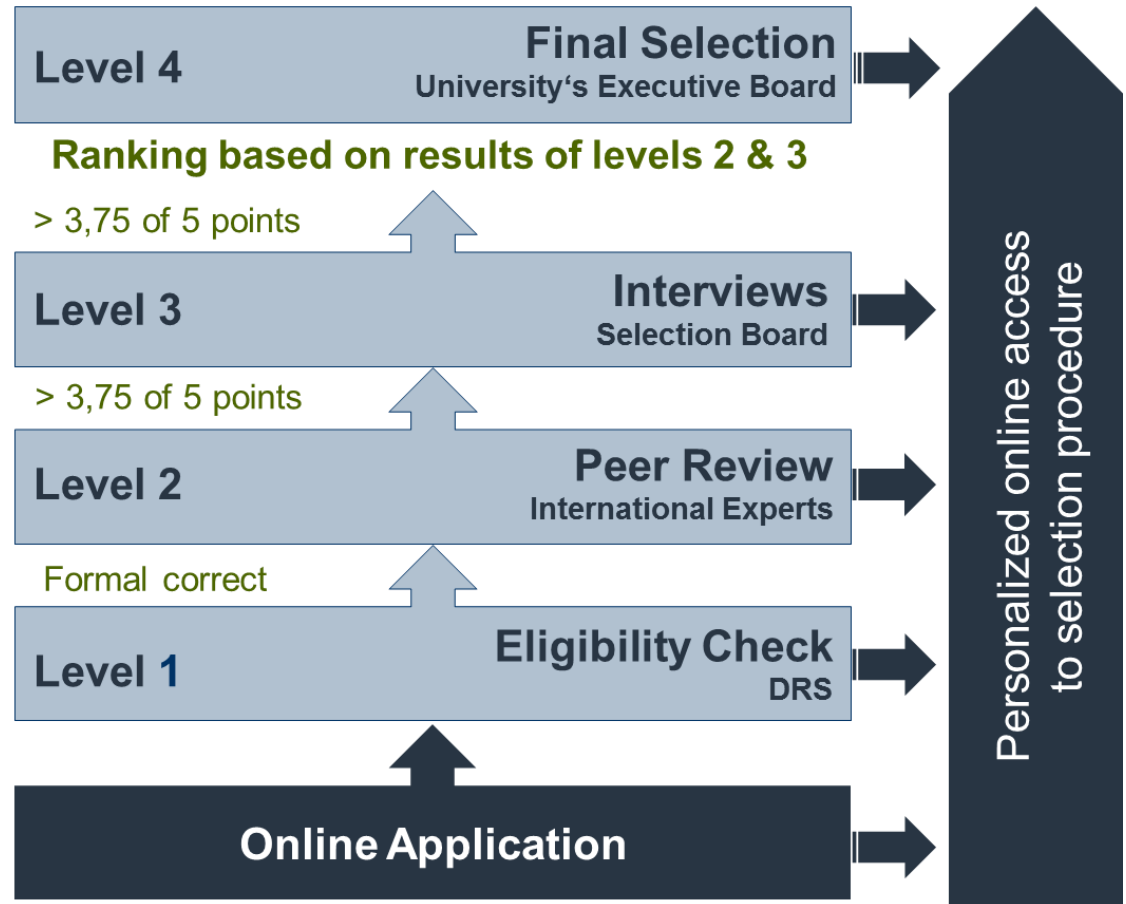 Level 4
Final Selection
University‘s Executive Board
Ranking based on results of levels 2 & 3
> 3,75 of 5 points
Level 3
Interviews
Selection Board
> 3,75 of 5 points
Level 2
Peer Review
International Experts
Formal correct
Level 1
Eligibility Check
DRS
Online Application
Personalized online access
to selection procedure